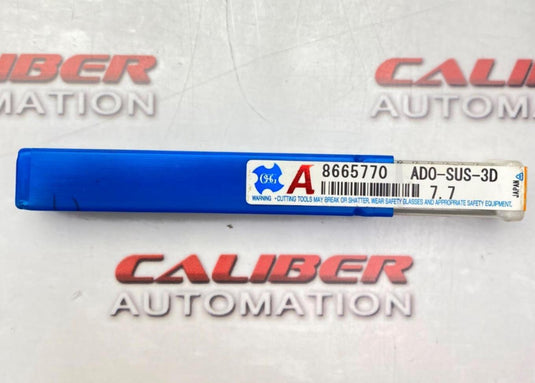 CALIBER
AUTOMATION
CALIBER
AUTOMATION
OSG A 8665770 ADO-SUS-3D
7.7
WARNING •CUTTING TOOLS MAY BREAK OR SHATTER, WEAR SAFETY GLASSES AND APPROPRIATE SAFETY EQUIPMENT.
CALIBER
AUTOMATION